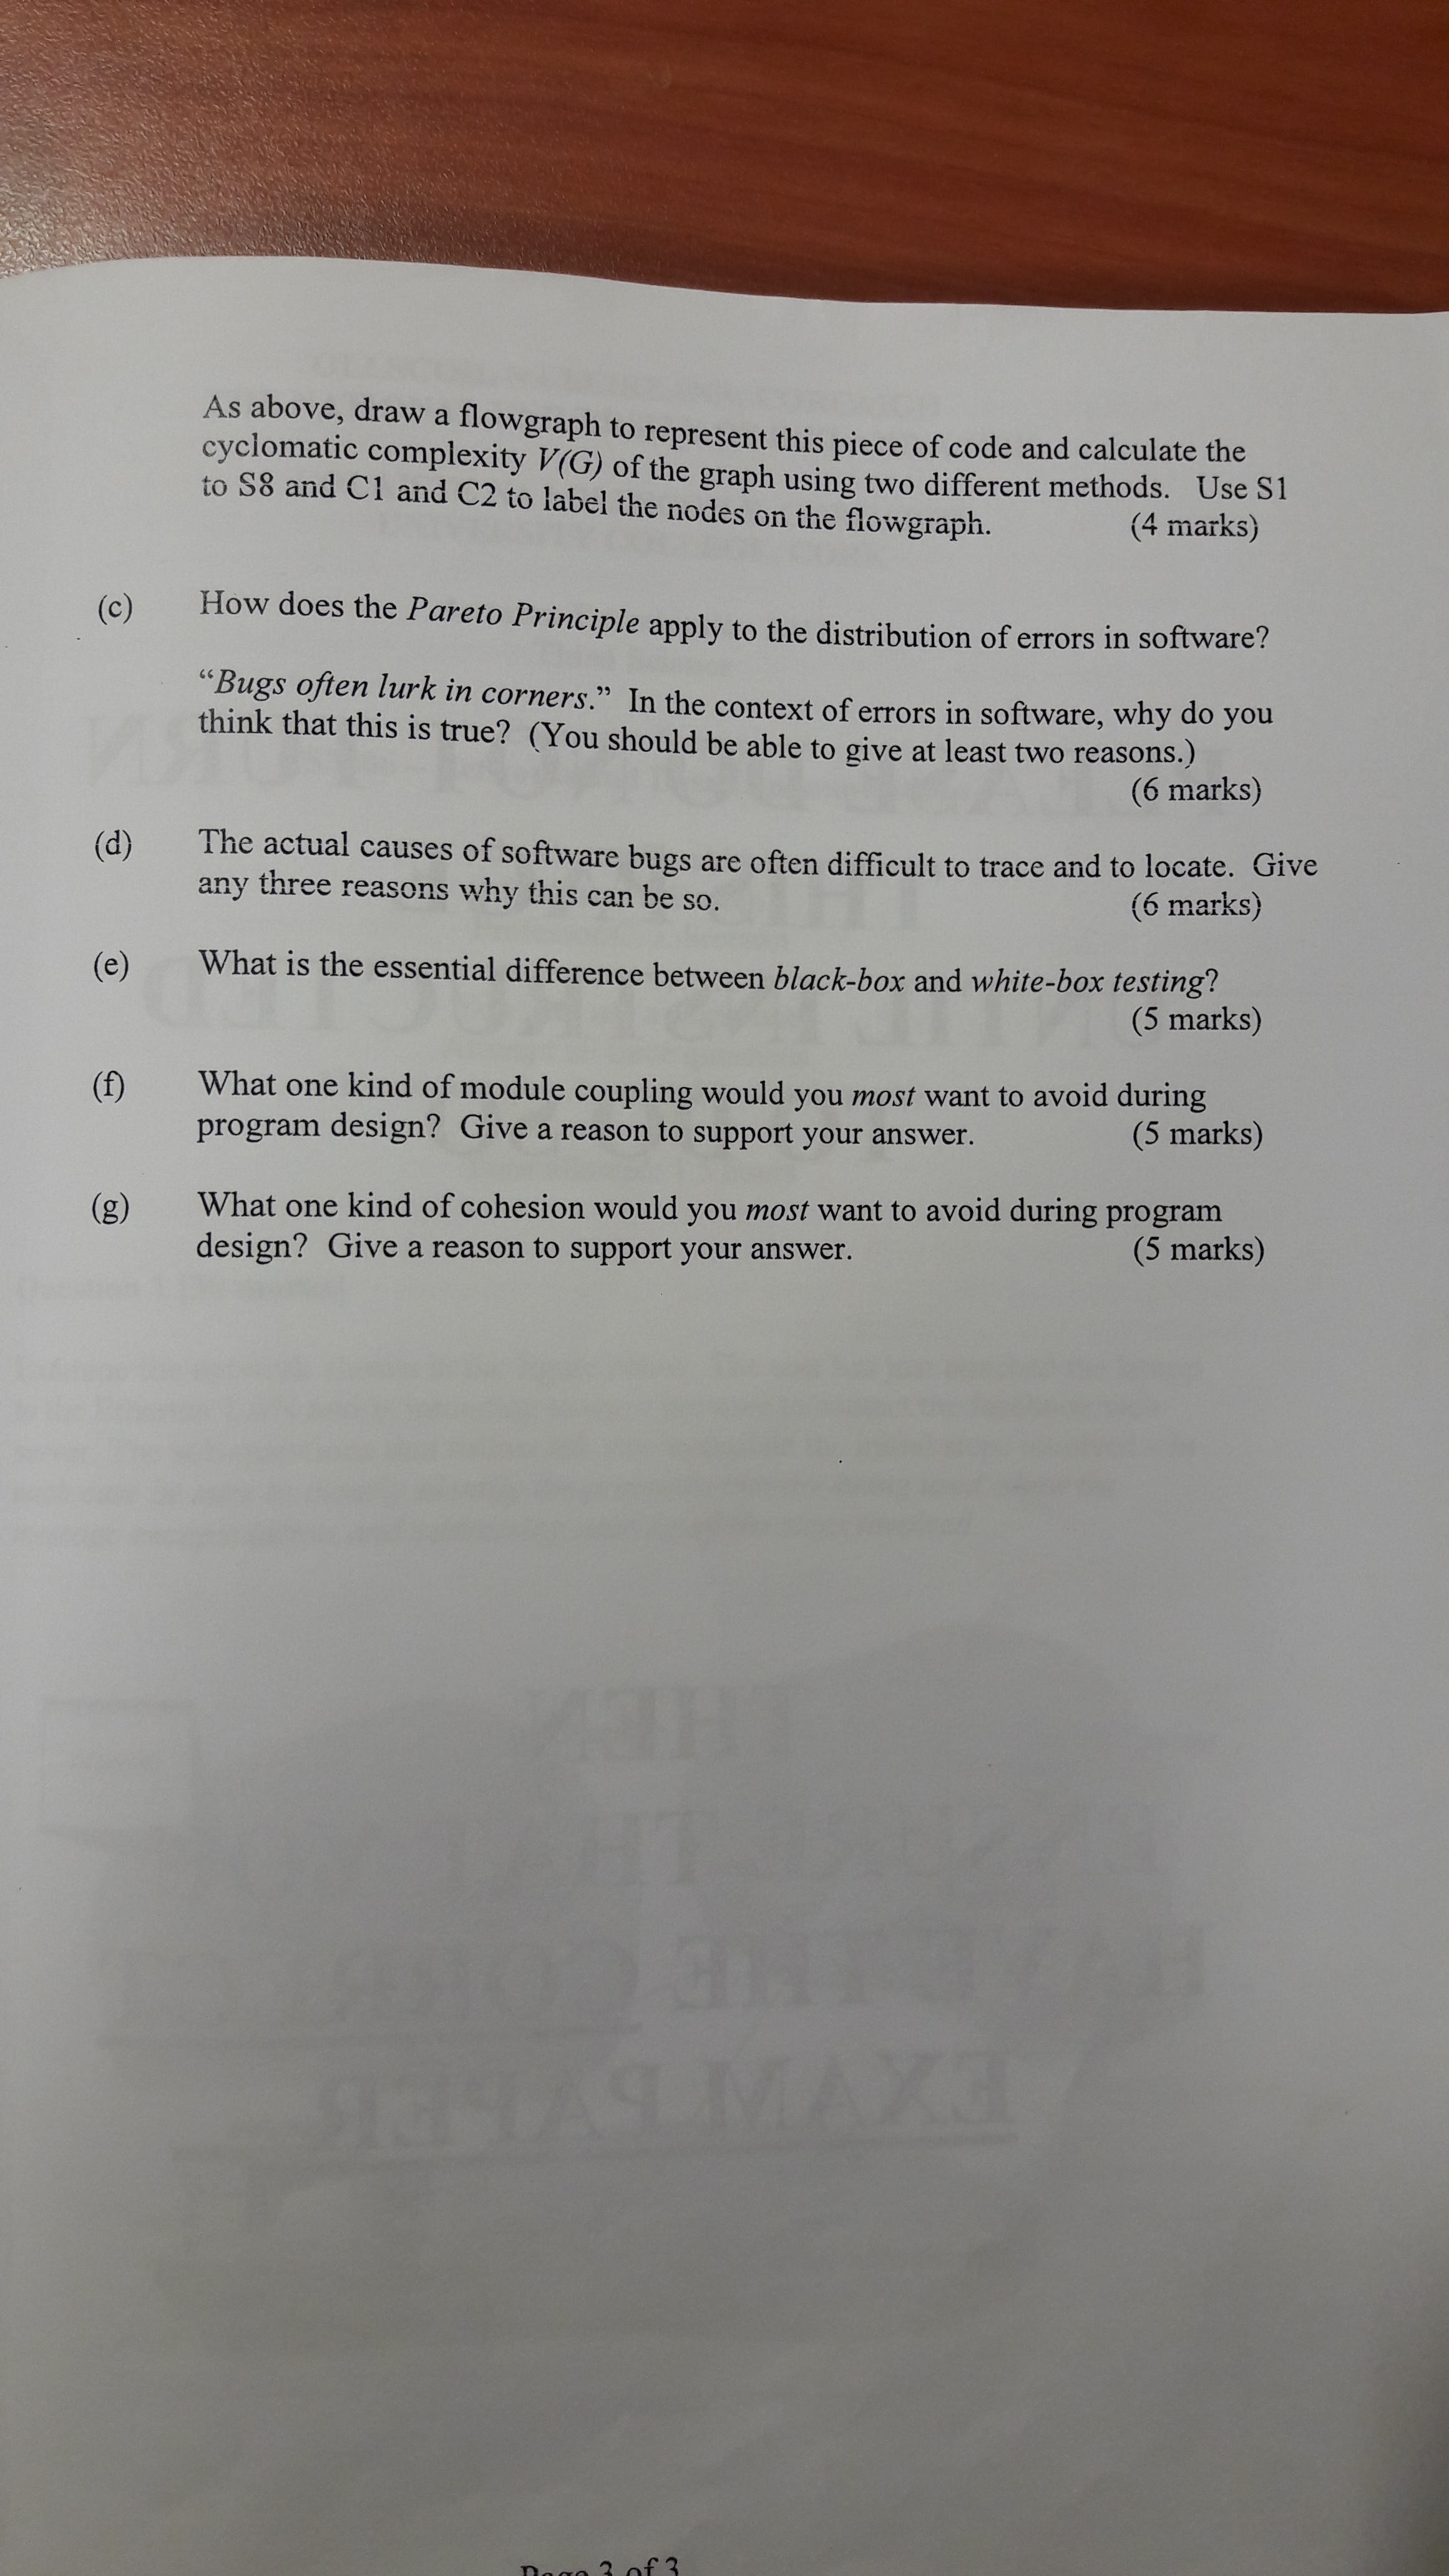 As above, draw a flowgraph to represent this piece of code and calculate the
cyclomatic complexity V(G) of the graph using two different methods. Use S1
to S8 and C1 and C2 to label the nodes on the flowgraph. (4 marks)
(c) How does the Pareto Principle apply to the distribution of errors in software?
“Bugs often lurk in corners.” In the context of errors in software, why do you
think that this is true? (You should be able to give at least two reasons.)
(6 marks)
(d) The actual causes of software bugs are often difficult to trace and to locate. Give
any three reasons why this can be so. (6 marks)
(e) What is the essential difference between black-box and white-box testing?
(5 marks)
(f) What one kind of module coupling would you most want to avoid during
program design? Give a reason to support your answer. (5 marks)
(g) What one kind of cohesion would you most want to avoid during program
design? Give a reason to support your answer. (5 marks)
THEN
ENSURE THAT
HAVE THE CORRECT
EXAM PAPER
Page 3 of 3